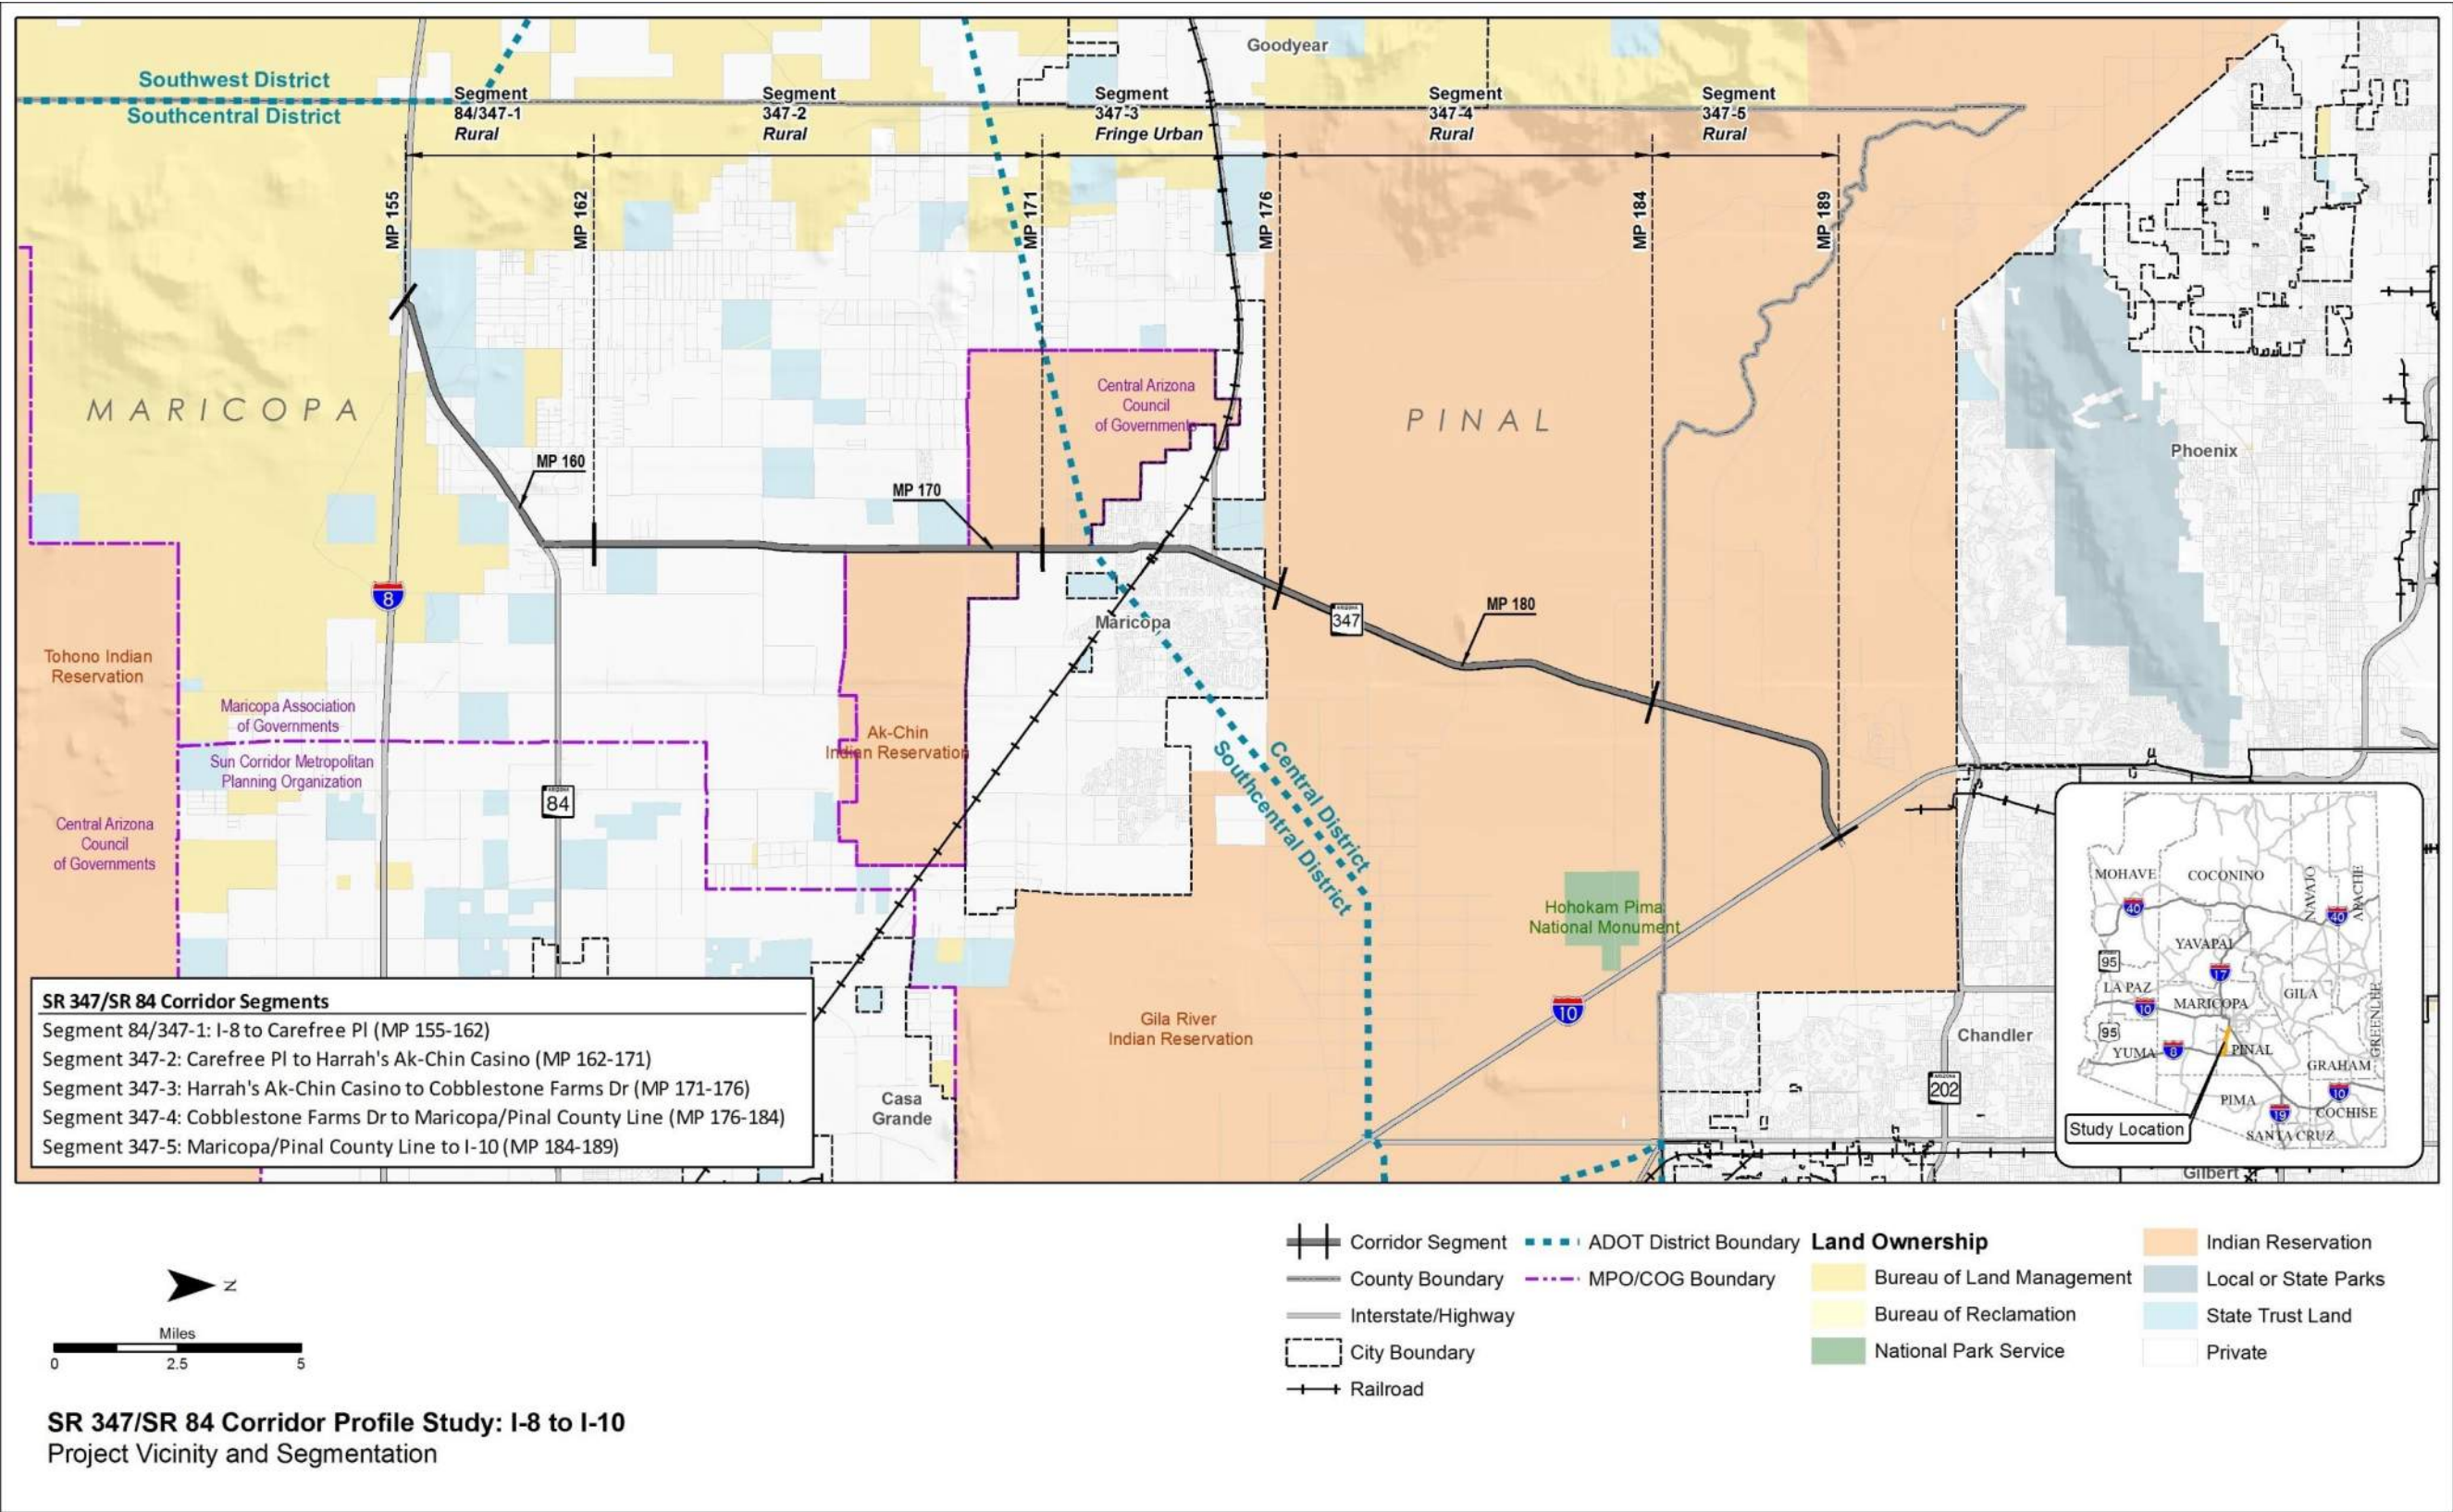 Goodyear
Southwest District
Southcentral District
Segment
84/347-1
Rural
Segment
347-2
Rural
Segment
347-3
Fringe Urban
Segment
347-4
Rural
Segment
347-5
Rural
MP 155
MP 162
MP 171
MP 176
MP 184
MP 189
MARICOPA
PINAL
Central Arizona
Council
of Governments
Phoenix
MP 160
MP 170
MP 180
8
ARIZONA
347
Maricopa
Tohono Indian
Reservation
Maricopa Association
of Governments
Sun Corridor Metropolitan
Planning Organization
Ak-Chin
Indian Reservation
ARIZONA
84
Central Arizona
Council
of Governments
Central District
Southcentral District
Hohokam Pima
National Monument
10
Gila River
Indian Reservation
Chandler
ARIZONA
202
Casa
Grande
Gilbert
SR 347/SR 84 Corridor Segments
Segment 84/347-1: I-8 to Carefree Pl (MP 155-162)
Segment 347-2: Carefree Pl to Harrah's Ak-Chin Casino (MP 162-171)
Segment 347-3: Harrah's Ak-Chin Casino to Cobblestone Farms Dr (MP 171-176)
Segment 347-4: Cobblestone Farms Dr to Maricopa/Pinal County Line (MP 176-184)
Segment 347-5: Maricopa/Pinal County Line to I-10 (MP 184-189)
MOHAVE
COCONINO
NAVAJO
APACHE
40
40
YAVAPAI
95
17
LA PAZ
10
MARICOPA
GILA
GREENLEE
95
YUMA
8
PINAL
GRAHAM
10
PIMA
19
COCHISE
SANTA CRUZ
Study Location
N
Miles
0 2.5 5
SR 347/SR 84 Corridor Profile Study: I-8 to I-10
Project Vicinity and Segmentation
Corridor Segment
County Boundary
Interstate/Highway
City Boundary
Railroad
ADOT District Boundary
MPO/COG Boundary
Land Ownership
Bureau of Land Management
Bureau of Reclamation
National Park Service
Indian Reservation
Local or State Parks
State Trust Land
Private